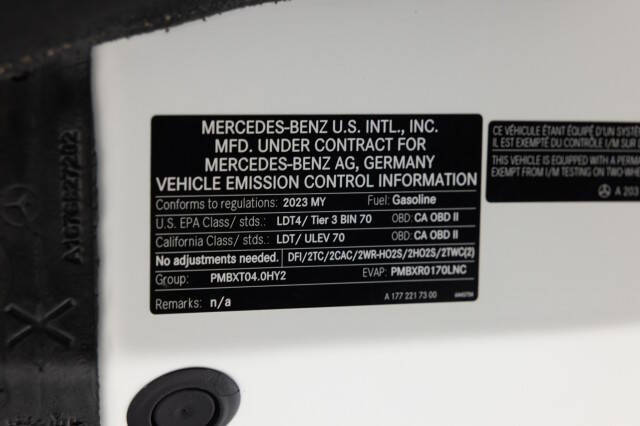 MERCEDES-BENZ U.S. INTL., INC.
MFD. UNDER CONTRACT FOR
MERCEDES-BENZ AG, GERMANY
VEHICLE EMISSION CONTROL INFORMATION
Conforms to regulations: 2023 MY Fuel: Gasoline
U.S. EPA Class/ stds.: LDT4/ Tier 3 BIN 70 OBD: CA OBD II
California Class/ stds.: LDT/ ULEV 70 OBD: CA OBD II
No adjustments needed. DFI/2TC/2CAC/2WR-HO2S/2HO2S/2TWC(2)
Group: PMBXT04.0HY2 EVAP: PMBXR0170LNC
Remarks: n/a A 177 221 73 00
CE VÉHICULE ÉTANT ÉQUIPÉ D'UN SYSTÈ
IL EST EXEMPTÉ DU CONTRÔLE I/M SUR D
THIS VEHICLE IS EQUIPPED WITH A PERM
EXEMPT FROM I/M TESTING ON TWO-WHE
A 203